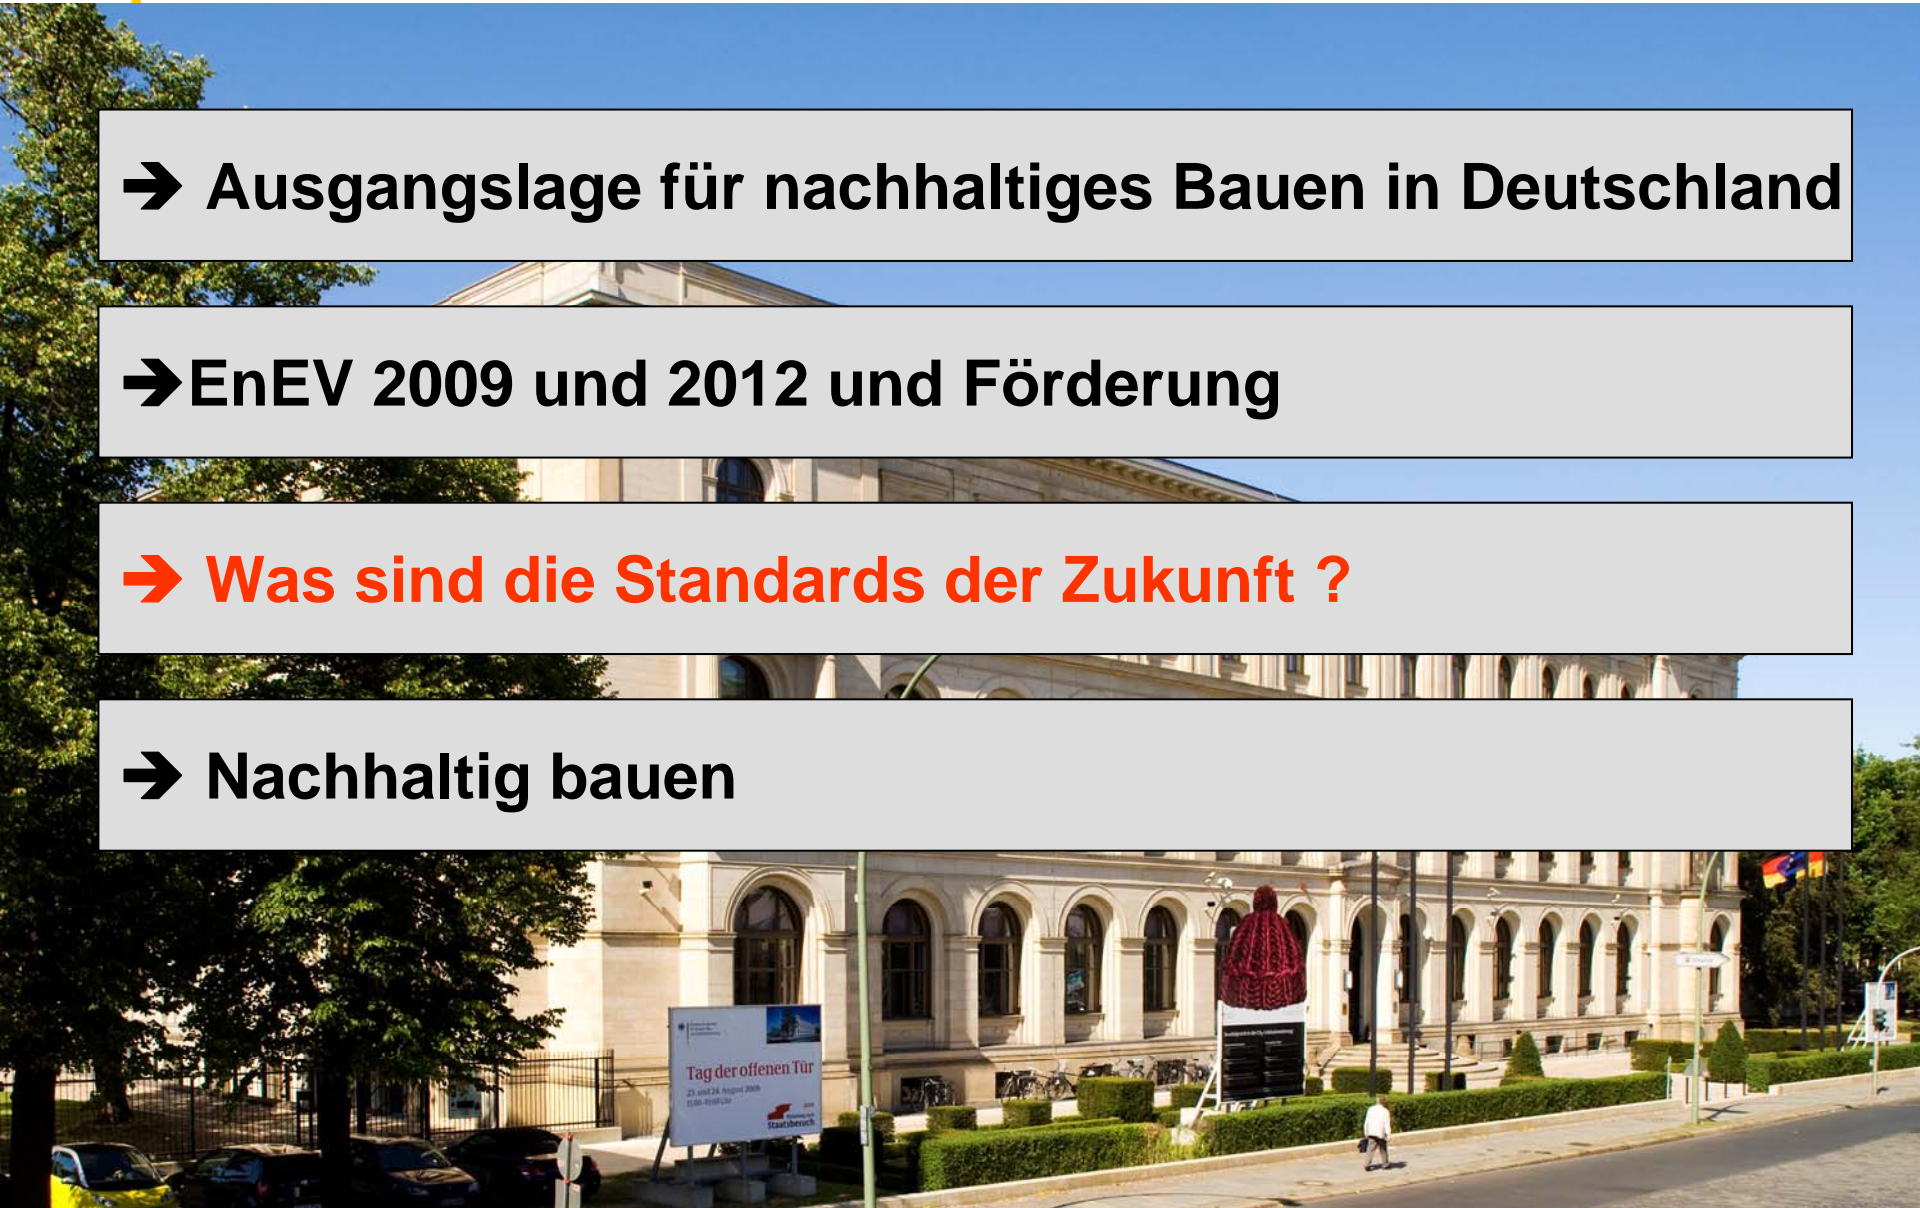 ➔ Ausgangslage für nachhaltiges Bauen in Deutschland
➔EnEV 2009 und 2012 und Förderung
➔ Was sind die Standards der Zukunft ?
➔ Nachhaltig bauen
Tag der offenen Tür
Staatsbesuch